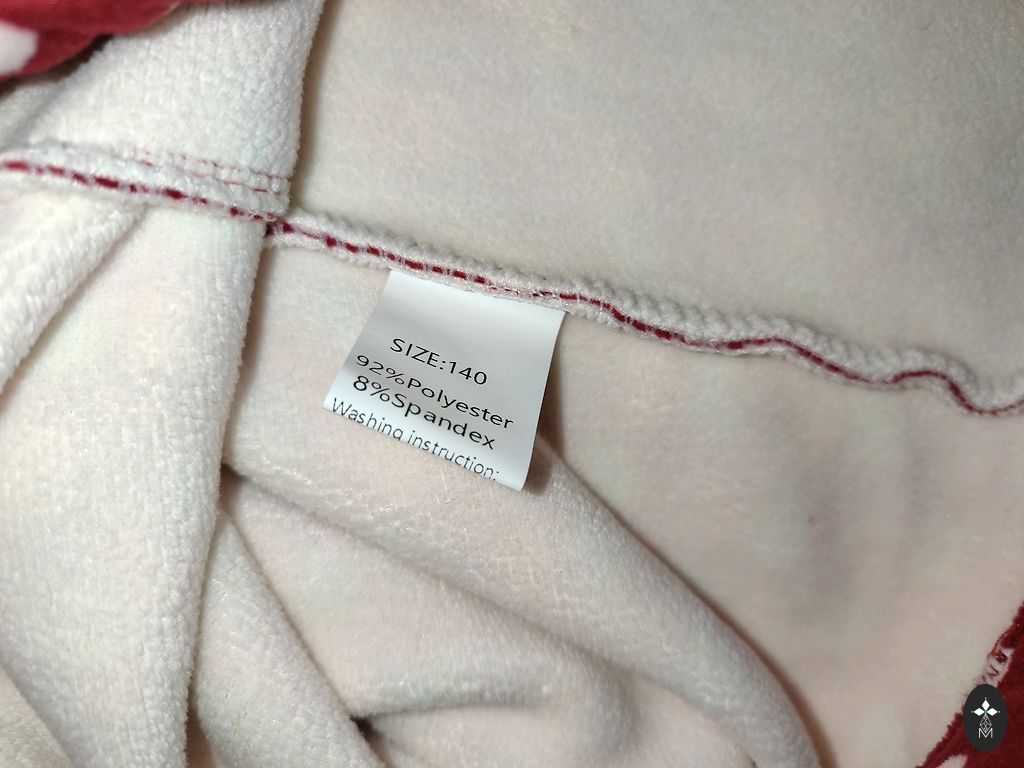 SIZE:140
92%Polyester
8%Spandex
Washing instruction: